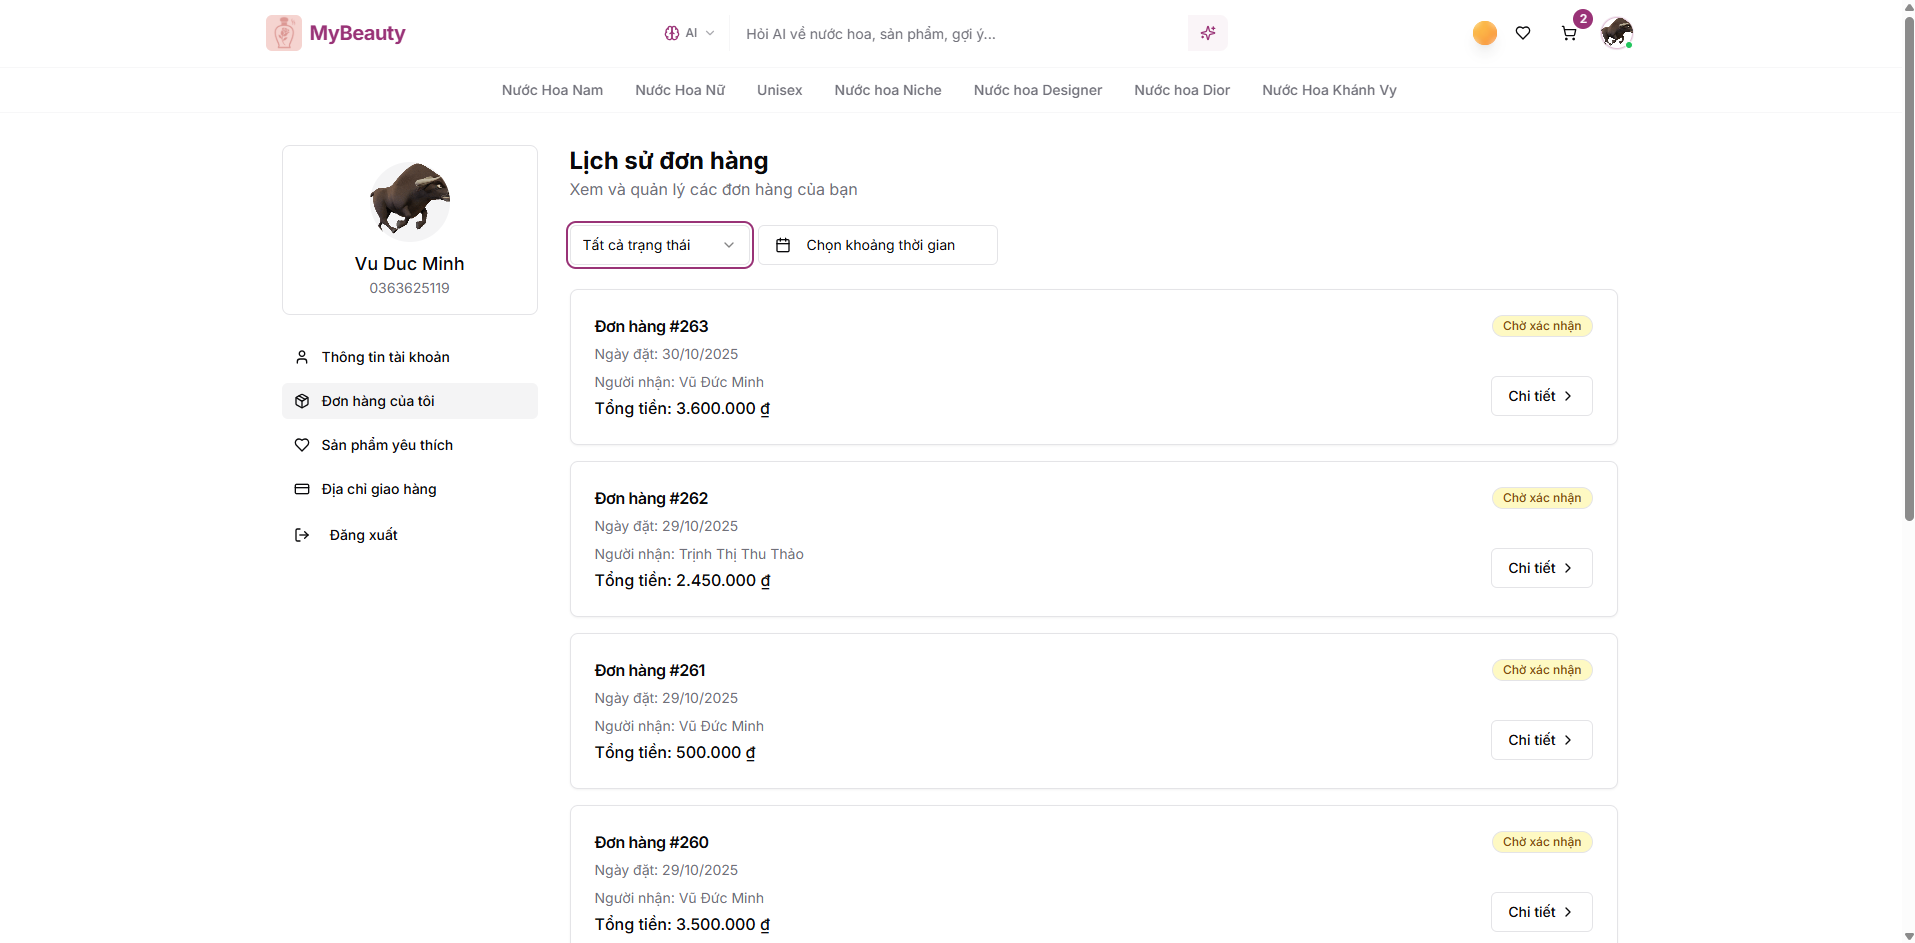 MyBeauty
AI
Hỏi AI về nước hoa, sản phẩm, gợi ý...
2
Nước Hoa Nam
Nước Hoa Nữ
Unisex
Nước hoa Niche
Nước hoa Designer
Nước hoa Dior
Nước Hoa Khánh Vy
Vu Duc Minh
0363625119
Thông tin tài khoản
Đơn hàng của tôi
Sản phẩm yêu thích
Địa chỉ giao hàng
Đăng xuất
Lịch sử đơn hàng
Xem và quản lý các đơn hàng của bạn
Tất cả trạng thái
Chọn khoảng thời gian
Đơn hàng #263
Chờ xác nhận
Ngày đặt: 30/10/2025
Người nhận: Vũ Đức Minh
Tổng tiền: 3.600.000 ₫
Chi tiết
Đơn hàng #262
Chờ xác nhận
Ngày đặt: 29/10/2025
Người nhận: Trịnh Thị Thu Thảo
Tổng tiền: 2.450.000 ₫
Chi tiết
Đơn hàng #261
Chờ xác nhận
Ngày đặt: 29/10/2025
Người nhận: Vũ Đức Minh
Tổng tiền: 500.000 ₫
Chi tiết
Đơn hàng #260
Chờ xác nhận
Ngày đặt: 29/10/2025
Người nhận: Vũ Đức Minh
Tổng tiền: 3.500.000 ₫
Chi tiết